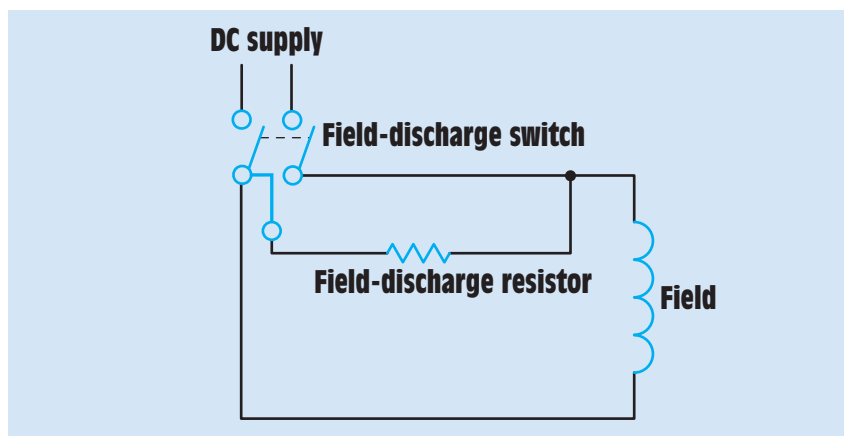 DC supply
Field-discharge switch
Field-discharge resistor
Field